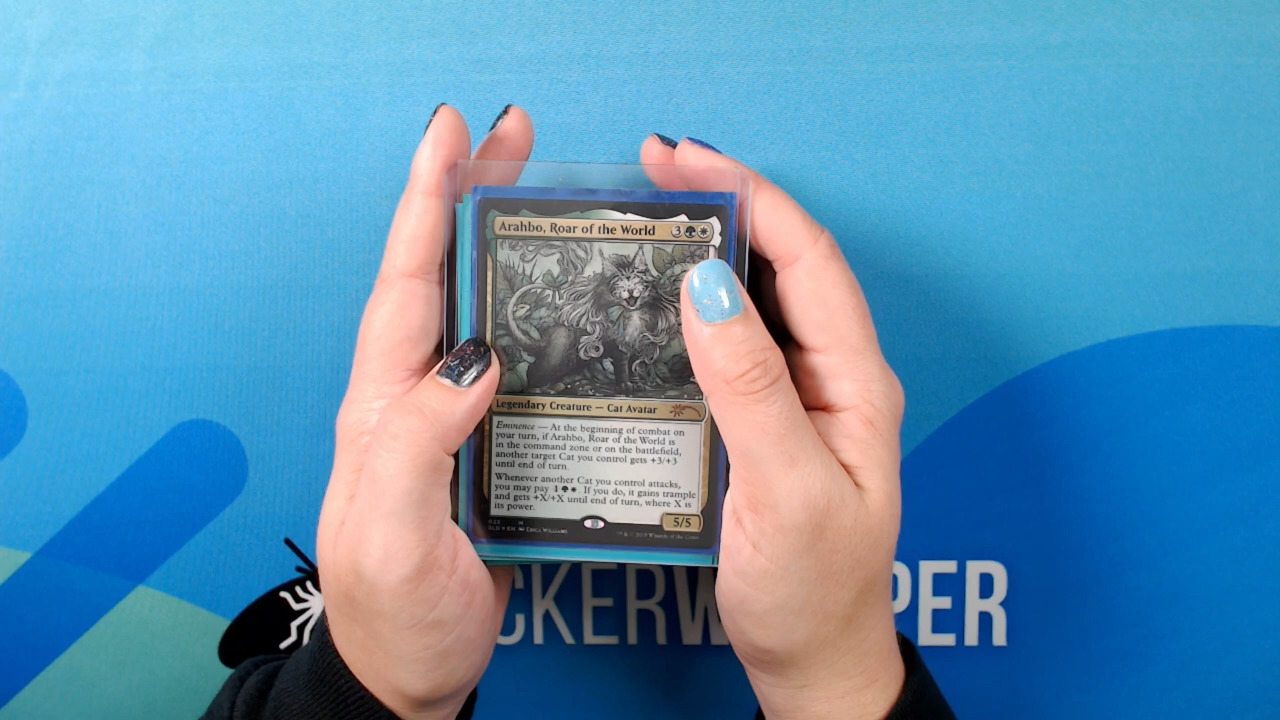 Arahbo, Roar of the World 3
Legendary Creature — Cat Avatar
Eminence — At the beginning of combat on
your turn, if Arahbo, Roar of the World is
in the command zone or on the battlefield,
another target Cat you control gets +3/+3
until end of turn.
Whenever another Cat you control attacks,
you may pay 1. If you do, it gains trample
and gets +X/+X until end of turn, where X is
its power.
5/5
CKERW PER